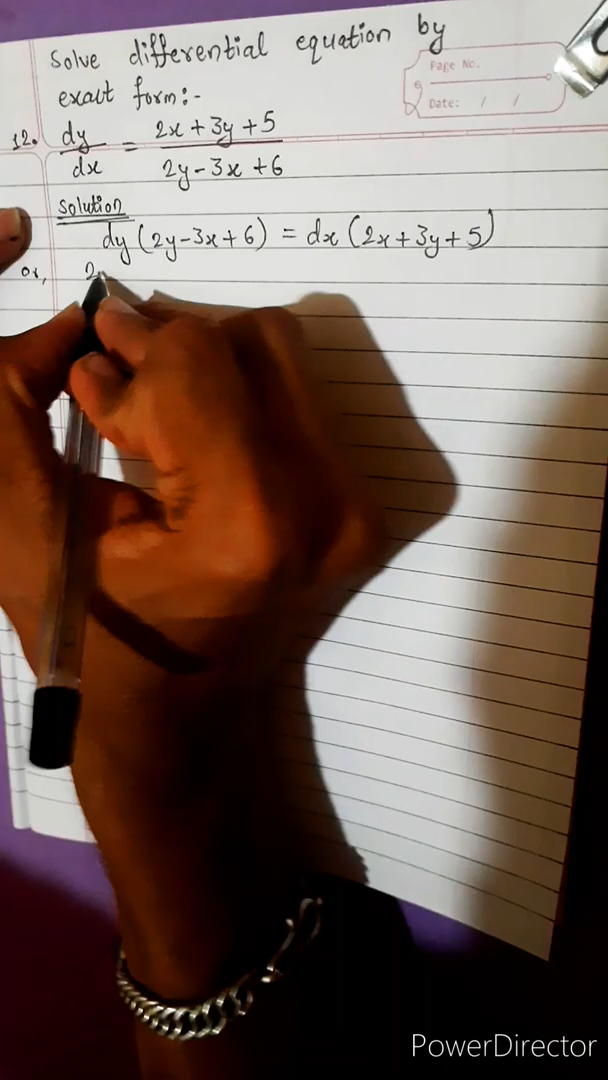 Solve differential equation by
exact form:-
Page No.
Date: / /
12. dy/dx = 2x+3y+5/2y-3x+6
Solution
dy (2y-3x+6) = dx (2x+3y+5)
or, 2
PowerDirector